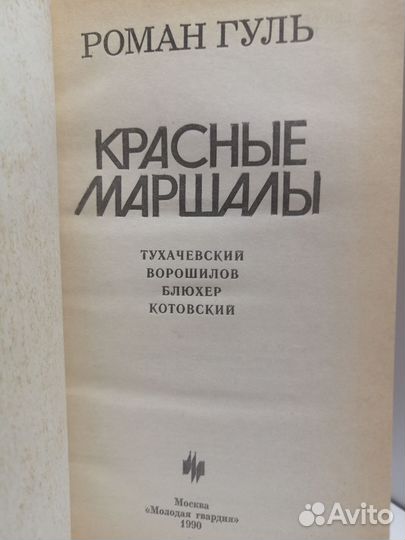 РОМАН ГУЛЬ
КРАСНЫЕ
МАРШАЛЫ
ТУХАЧЕВСКИЙ
ВОРОШИЛОВ
БЛЮХЕР
КОТОВСКИЙ
Москва
«Молодая гвардия»
1990
Avito